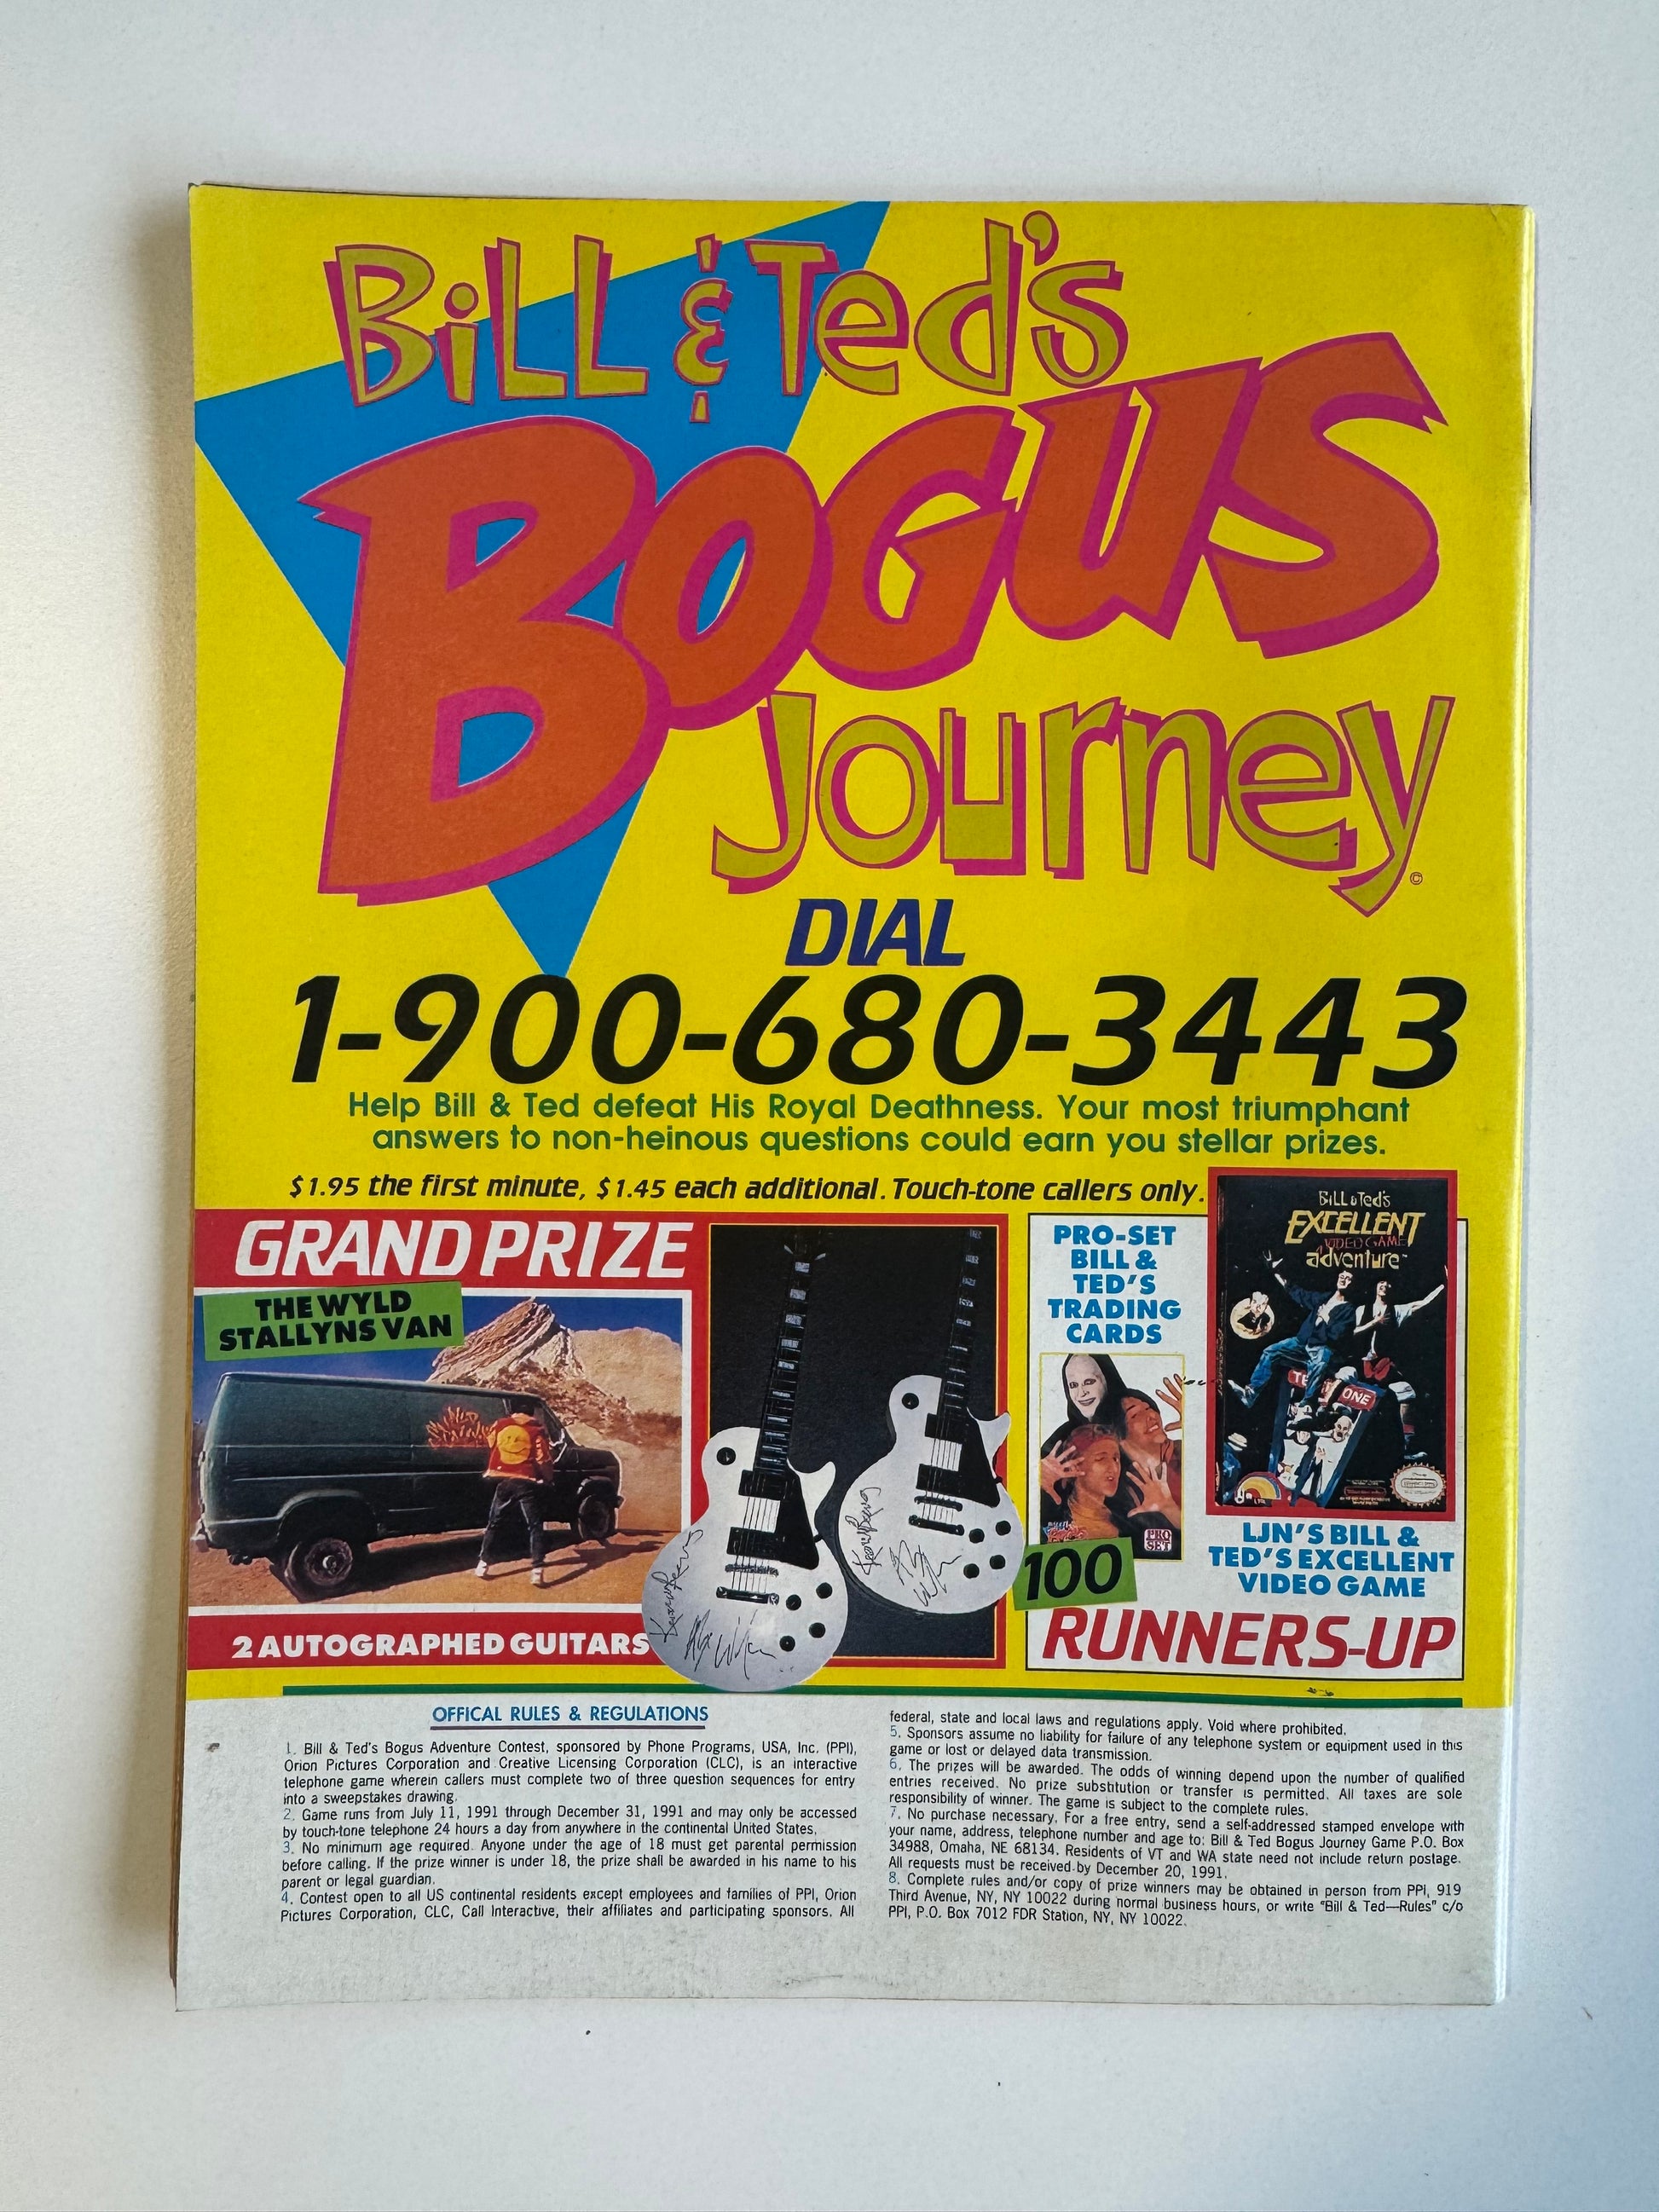 Bill & Ted's
BOGUS
Journey
©
DIAL
1-900-680-3443
Help Bill & Ted defeat His Royal Deathness. Your most triumphant
answers to non-heinous questions could earn you stellar prizes.
$1.95 the first minute, $1.45 each additional. Touch-tone callers only.
GRAND PRIZE
THE WYLD
STALLYNS VAN
2 AUTOGRAPHED GUITARS
PRO-SET
BILL &
TED'S
TRADING
CARDS
PRO
SET
Bill & Ted's
EXCELLENT
VIDEO GAME
adventure™
LJN'S BILL &
TED'S EXCELLENT
VIDEO GAME
100
RUNNERS-UP
OFFICAL RULES & REGULATIONS
1. Bill & Ted's Bogus Adventure Contest, sponsored by Phone Programs, USA, Inc. (PPI),
Orion Pictures Corporation and Creative Licensing Corporation (CLC), is an interactive
telephone game wherein callers must complete two of three question sequences for entry
into a sweepstakes drawing.
2. Game runs from July 11, 1991 through December 31, 1991 and may only be accessed
by touch-tone telephone 24 hours a day from anywhere in the continental United States.
3. No minimum age required. Anyone under the age of 18 must get parental permission
before calling. If the prize winner is under 18, the prize shall be awarded in his name to his
parent or legal guardian.
4. Contest open to all US continental residents except employees and families of PPI, Orion
Pictures Corporation, CLC, Call Interactive, their affiliates and participating sponsors. All
federal, state and local laws and regulations apply. Void where prohibited.
5. Sponsors assume no liability for failure of any telephone system or equipment used in this
game or lost or delayed data transmission.
6. The prizes will be awarded. The odds of winning depend upon the number of qualified
entries received. No prize substitution or transfer is permitted. All taxes are sole
responsibility of winner. The game is subject to the complete rules.
7. No purchase necessary. For a free entry, send a self-addressed stamped envelope with
your name, address, telephone number and age to: Bill & Ted Bogus Journey Game P.O. Box
34988, Omaha, NE 68134. Residents of VT and WA state need not include return postage.
All requests must be received by December 20, 1991.
8. Complete rules and/or copy of prize winners may be obtained in person from PPI, 919
Third Avenue, NY, NY 10022 during normal business hours, or write "Bill & Ted—Rules" c/o
PPI, P.O. Box 7012 FDR Station, NY, NY 10022.